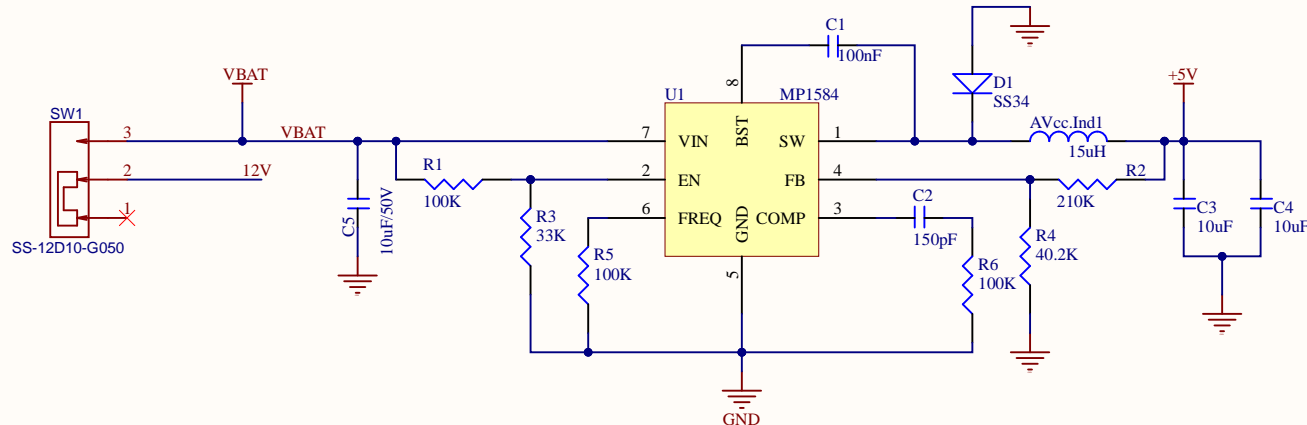 C1
100nF
+5V
VBAT
D1
SS34
SW1
U1
MP1584
8
BST
AVcc.Ind1
15uH
3
VBAT
7
VIN
SW
1
2
12V
R1
100K
2
EN
FB
4
R2
210K
1
C5
10uF/50V
R3
33K
6
FREQ
GND
COMP
3
C2
150pF
C3
10uF
C4
10uF
SS-12D10-G050
R5
100K
5
R6
100K
R4
40.2K
GND